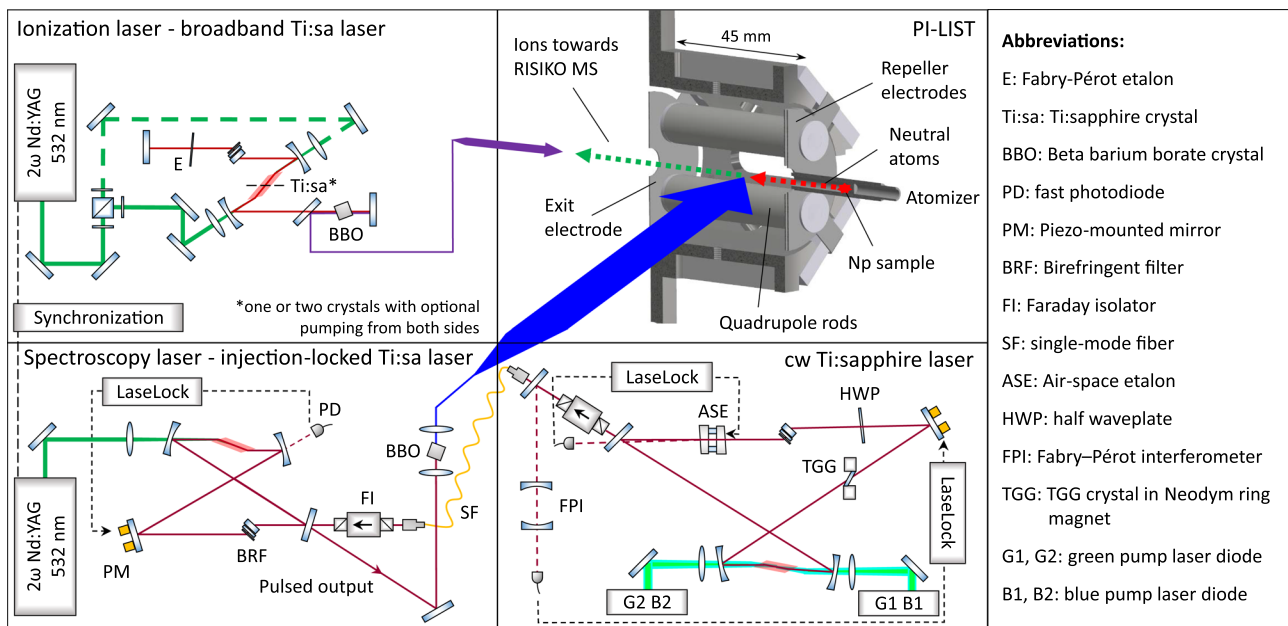 Ionization laser - broadband Ti:sa laser
2ω Nd:YAG
532 nm
E
Ti:sa*
BBO
Synchronization
*one or two crystals with optional
pumping from both sides
PI-LIST
45 mm
Ions towards
RISIKO MS
Repeller
electrodes
Neutral
atoms
Atomizer
Exit
electrode
Np sample
Quadrupole rods
Spectroscopy laser - injection-locked Ti:sa laser
LaseLock
PD
2ω Nd:YAG
532 nm
PM
BRF
FI
BBO
SF
Pulsed output
cw Ti:sapphire laser
LaseLock
ASE
HWP
TGG
FPI
LaseLock
G2 B2
G1 B1
Abbreviations:
E: Fabry-Pérot etalon
Ti:sa: Ti:sapphire crystal
BBO: Beta barium borate crystal
PD: fast photodiode
PM: Piezo-mounted mirror
BRF: Birefringent filter
FI: Faraday isolator
SF: single-mode fiber
ASE: Air-space etalon
HWP: half waveplate
FPI: Fabry–Pérot interferometer
TGG: TGG crystal in Neodym ring
magnet
G1, G2: green pump laser diode
B1, B2: blue pump laser diode